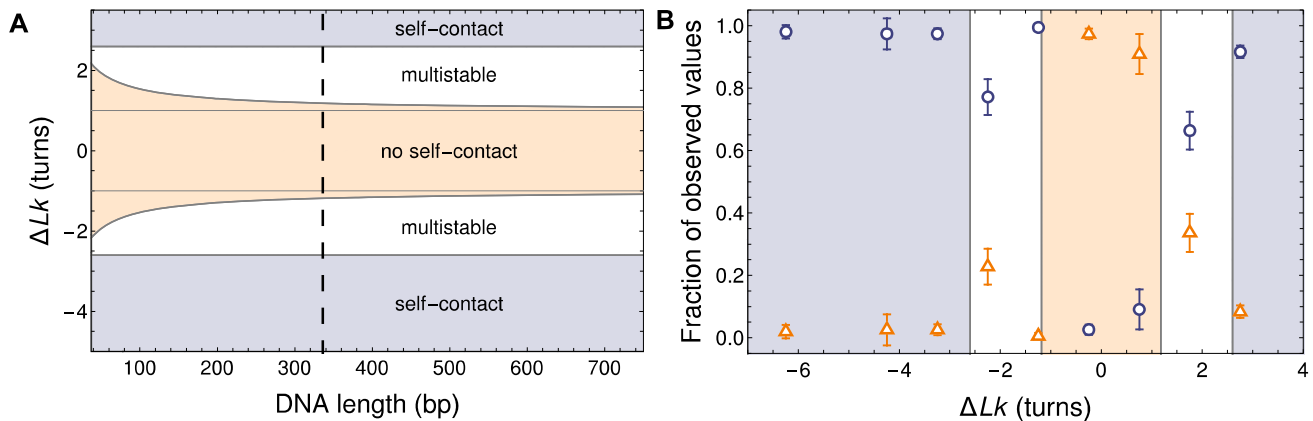 A
self-contact
multistable
no self-contact
multistable
self-contact
2
0
−2
−4
ΔLk (turns)
100 200 300 400 500 600 700
DNA length (bp)
B
1.0
0.8
0.6
0.4
0.2
0.0
Fraction of observed values
−6 −4 −2 0 2 4
ΔLk (turns)